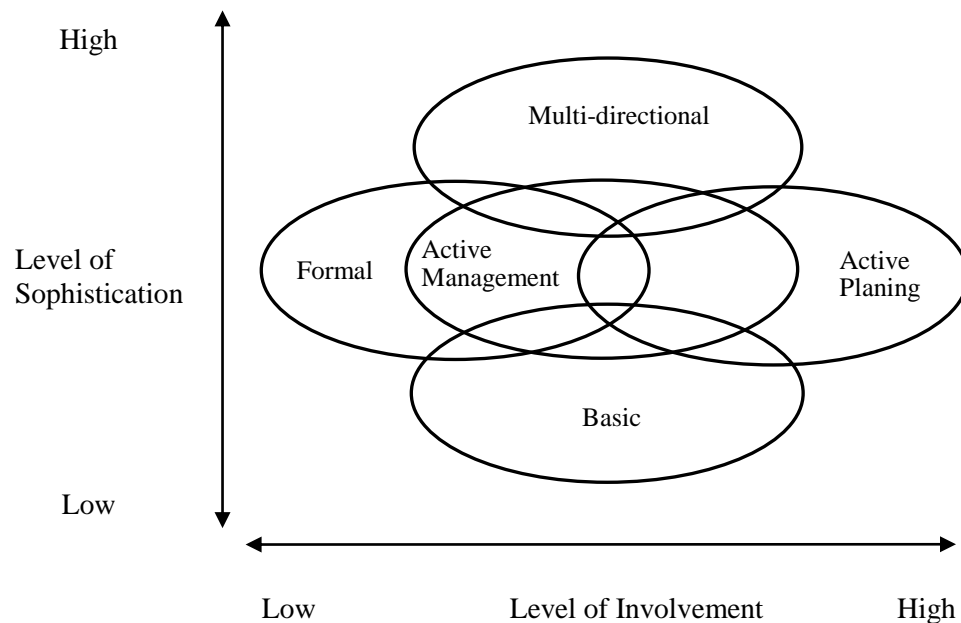 High
Multi-directional
Level of
Sophistication
Formal
Active
Management
Active
Planing
Basic
Low
Low
Level of Involvement
High